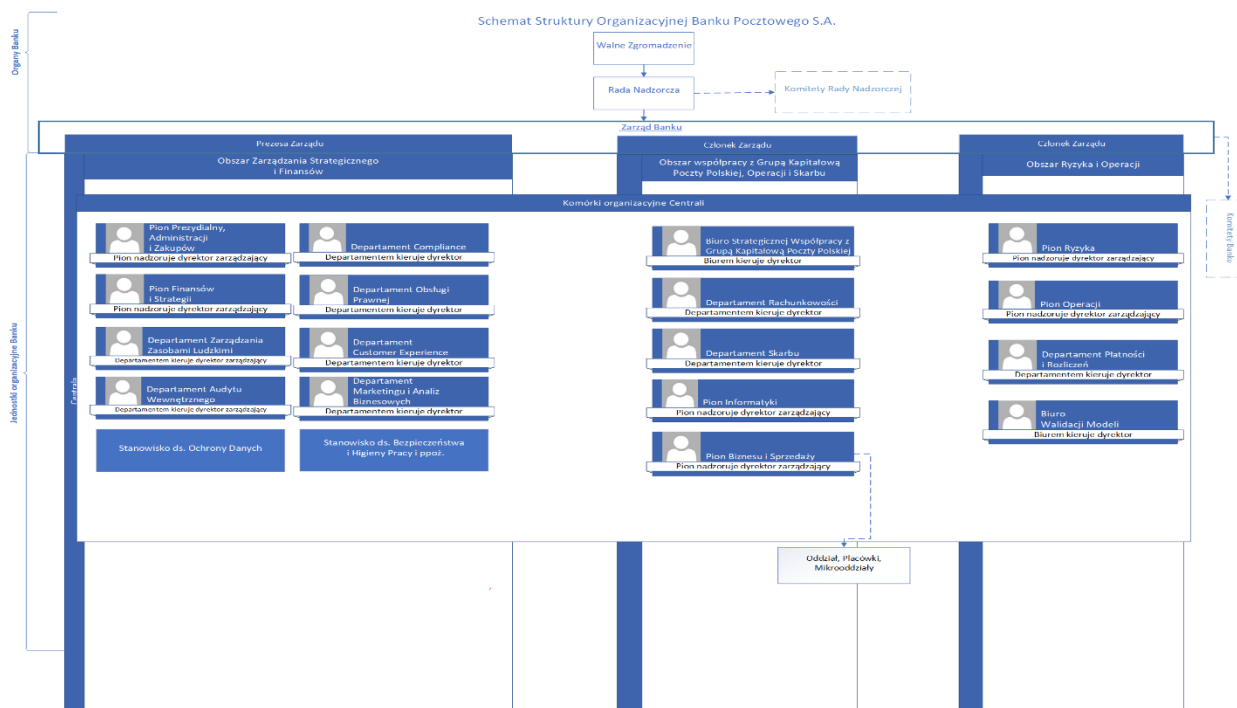 Schemat Struktury Organizacyjnej Banku Pocztowego S.A.
Organy Banku
Walne Zgromadzenie
Rada Nadzorcza
Komitety Rady Nadzorczej
Zarząd Banku
Prezesa Zarządu
Członek Zarządu
Członek Zarządu
Obszar Zarządzania Strategicznego
i Finansów
Obszar współpracy z Grupą Kapitałową
Poczty Polskiej, Operacji i Skarbu
Obszar Ryzyka i Operacji
Komitety Banku
Jednostki organizacyjne Banku
Centrala
Komórki organizacyjne Centrali
Pion Prezydialny,
Administracji
i Zakupów
Pion nadzoruje dyrektor zarządzający
Pion Finansów
i Strategii
Pion nadzoruje dyrektor zarządzający
Departament Zarządzania
Zasobami Ludzkimi
Departamentem kieruje dyrektor zarządzający
Departament Audytu
Wewnętrznego
Departamentem kieruje dyrektor zarządzający
Stanowisko ds. Ochrony Danych
Departament Compliance
Departamentem kieruje dyrektor
Departament Obsługi
Prawnej
Departamentem kieruje dyrektor
Departament
Customer Experience
Departamentem kieruje dyrektor
Departament
Marketingu i Analiz
Biznesowych
Departamentem kieruje dyrektor
Stanowisko ds. Bezpieczeństwa
i Higieny Pracy i ppoż.
Biuro Strategicznej Współpracy z
Grupą Kapitałową Poczty Polskiej
Biurem kieruje dyrektor
Departament Rachunkowości
Departamentem kieruje dyrektor
Departament Skarbu
Departamentem kieruje dyrektor
Pion Informatyki
Pion nadzoruje dyrektor zarządzający
Pion Biznesu i Sprzedaży
Pion nadzoruje dyrektor zarządzający
Oddział, Placówki,
Mikrooddziały
Pion Ryzyka
Pion nadzoruje dyrektor zarządzający
Pion Operacji
Pion nadzoruje dyrektor zarządzający
Departament Płatności
i Rozliczeń
Departamentem kieruje dyrektor
Biuro
Walidacji Modeli
Biurem kieruje dyrektor